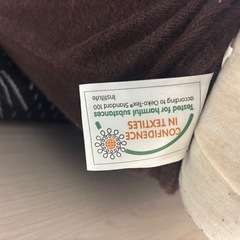 CONFIDENCE
IN TEXTILES
Tested for harmful substances
according to Oeko-Tex® Standard 100
Institute